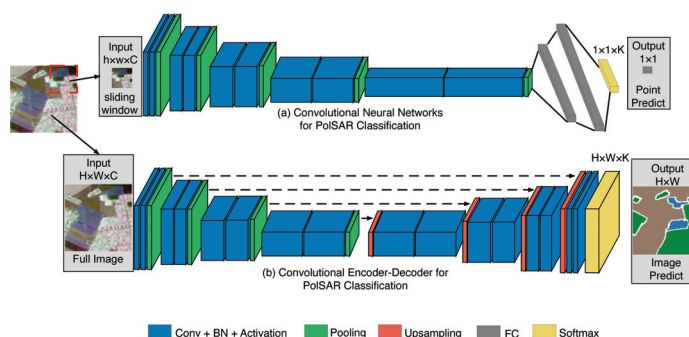 Input
h×w×C
sliding
window
1×1×K
Output
1×1
Point
Predict
(a) Convolutional Neural Networks
for PolSAR Classification
Input
H×W×C
Full Image
H×W×K
Output
H×W
Image
Predict
(b) Convolutional Encoder-Decoder for
PolSAR Classification
Conv + BN + Activation
Pooling
Upsampling
FC
Softmax